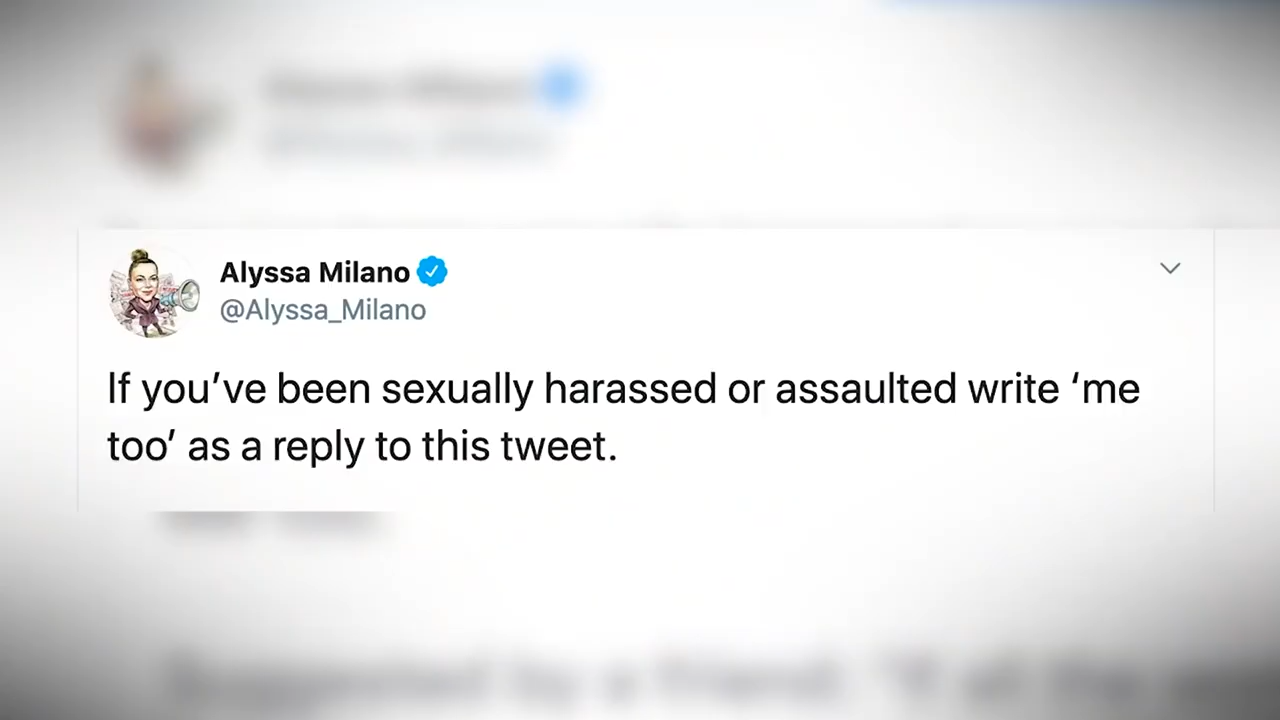 Alyssa Milano
@Alyssa_Milano
If you’ve been sexually harassed or assaulted write ‘me
too’ as a reply to this tweet.